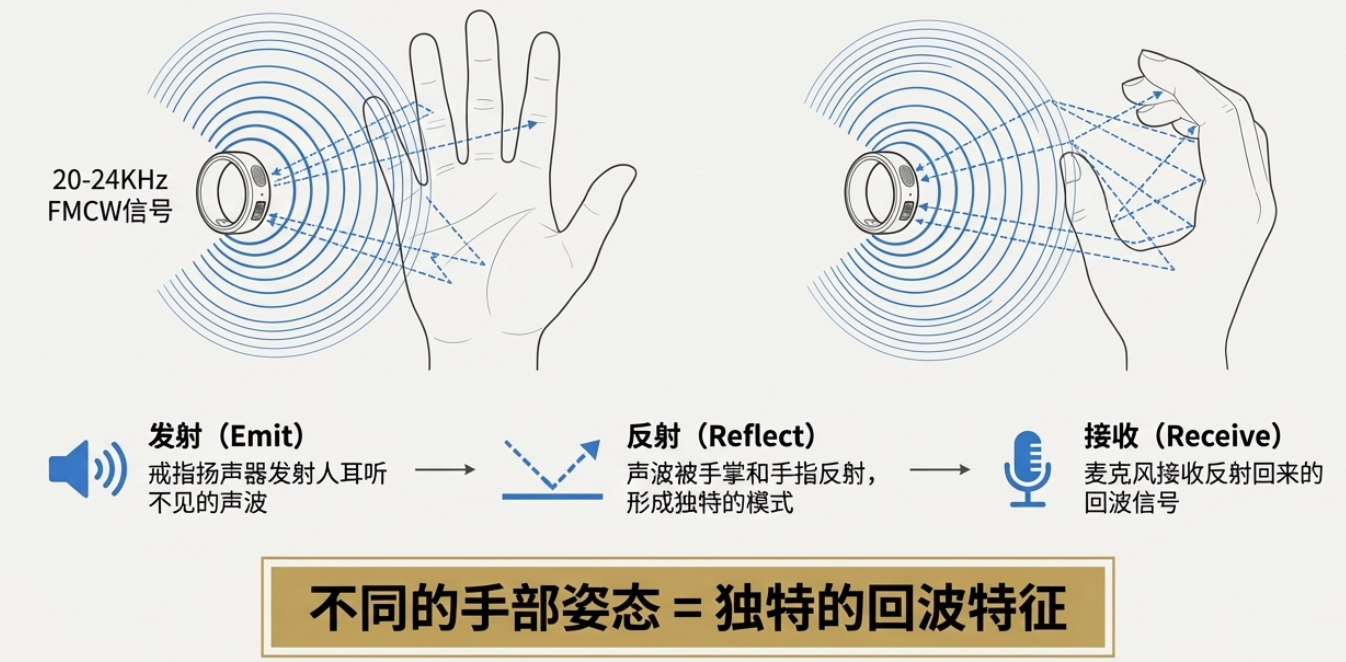 20-24KHz
FMCW信号
发射（Emit）
戒指扬声器发射人耳听
不见的声波
反射（Reflect）
声波被手掌和手指反射，
形成独特的模式
接收（Receive）
麦克风接收反射回来的
回波信号
不同的手部姿态 = 独特的回波特征